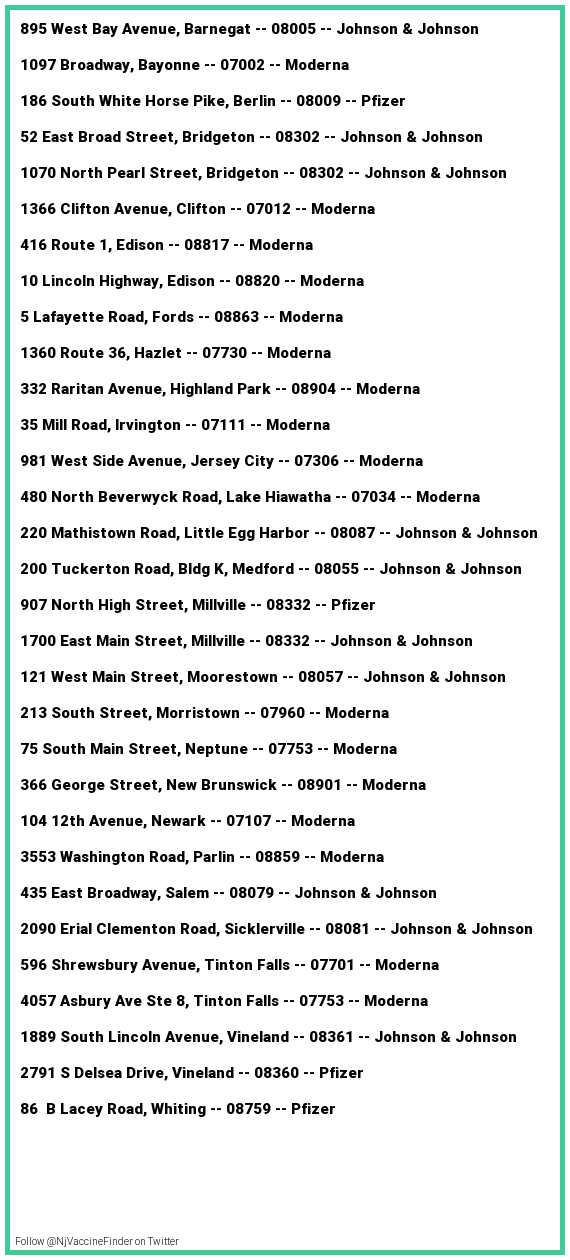 895 West Bay Avenue, Barnegat -- 08005 -- Johnson & Johnson
1097 Broadway, Bayonne -- 07002 -- Moderna
186 South White Horse Pike, Berlin -- 08009 -- Pfizer
52 East Broad Street, Bridgeton -- 08302 -- Johnson & Johnson
1070 North Pearl Street, Bridgeton -- 08302 -- Johnson & Johnson
1366 Clifton Avenue, Clifton -- 07012 -- Moderna
416 Route 1, Edison -- 08817 -- Moderna
10 Lincoln Highway, Edison -- 08820 -- Moderna
5 Lafayette Road, Fords -- 08863 -- Moderna
1360 Route 36, Hazlet -- 07730 -- Moderna
332 Raritan Avenue, Highland Park -- 08904 -- Moderna
35 Mill Road, Irvington -- 07111 -- Moderna
981 West Side Avenue, Jersey City -- 07306 -- Moderna
480 North Beverwyck Road, Lake Hiawatha -- 07034 -- Moderna
220 Mathistown Road, Little Egg Harbor -- 08087 -- Johnson & Johnson
200 Tuckerton Road, Bldg K, Medford -- 08055 -- Johnson & Johnson
907 North High Street, Millville -- 08332 -- Pfizer
1700 East Main Street, Millville -- 08332 -- Johnson & Johnson
121 West Main Street, Moorestown -- 08057 -- Johnson & Johnson
213 South Street, Morristown -- 07960 -- Moderna
75 South Main Street, Neptune -- 07753 -- Moderna
366 George Street, New Brunswick -- 08901 -- Moderna
104 12th Avenue, Newark -- 07107 -- Moderna
3553 Washington Road, Parlin -- 08859 -- Moderna
435 East Broadway, Salem -- 08079 -- Johnson & Johnson
2090 Erial Clementon Road, Sicklerville -- 08081 -- Johnson & Johnson
596 Shrewsbury Avenue, Tinton Falls -- 07701 -- Moderna
4057 Asbury Ave Ste 8, Tinton Falls -- 07753 -- Moderna
1889 South Lincoln Avenue, Vineland -- 08361 -- Johnson & Johnson
2791 S Delsea Drive, Vineland -- 08360 -- Pfizer
86  B Lacey Road, Whiting -- 08759 -- Pfizer
Follow @NjVaccineFinder on Twitter